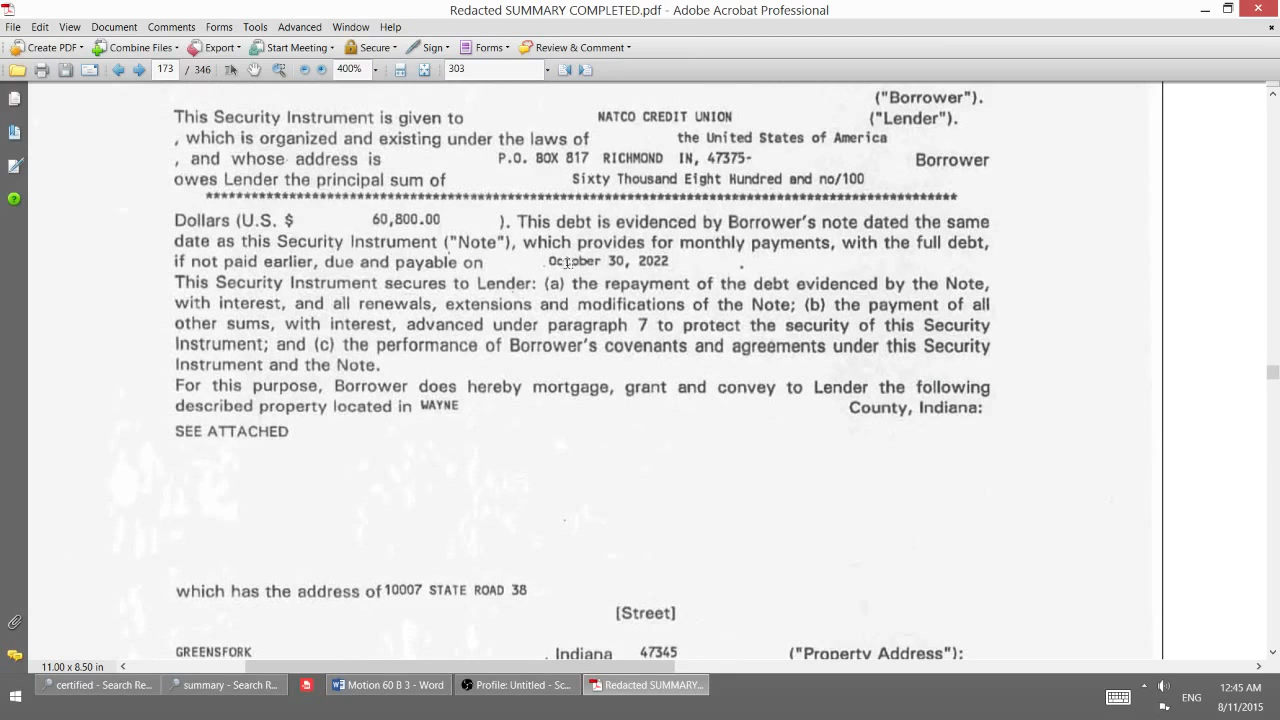 Redacted SUMMARY COMPLETED.pdf - Adobe Acrobat Professional
File Edit View Document Comments Forms Tools Advanced Window Help
Create PDF Combine Files Export Start Meeting Secure Sign Forms Review & Comment
173 / 346 400% 303
("Borrower").
This Security Instrument is given to NATCO CREDIT UNION ("Lender").
, which is organized and existing under the laws of the United States of America
, and whose address is P.O. BOX 817 RICHMOND IN, 47375- Borrower
owes Lender the principal sum of Sixty Thousand Eight Hundred and no/100
Dollars (U.S. $ 60,800.00 ). This debt is evidenced by Borrower's note dated the same
date as this Security Instrument ("Note"), which provides for monthly payments, with the full debt,
if not paid earlier, due and payable on October 30, 2022 .
This Security Instrument secures to Lender: (a) the repayment of the debt evidenced by the Note,
with interest, and all renewals, extensions and modifications of the Note; (b) the payment of all
other sums, with interest, advanced under paragraph 7 to protect the security of this Security
Instrument; and (c) the performance of Borrower's covenants and agreements under this Security
Instrument and the Note.
For this purpose, Borrower does hereby mortgage, grant and convey to Lender the following
described property located in WAYNE County, Indiana:
SEE ATTACHED
which has the address of 10007 STATE ROAD 38
[Street]
GREENSFORK , Indiana 47345 ("Property Address");
11.00 x 8.50 in
certified - Search Re... summary - Search R... Motion 60 B 3 - Word Profile: Untitled - Sc... Redacted SUMMARY...
ENG 12:45 AM
8/11/2015